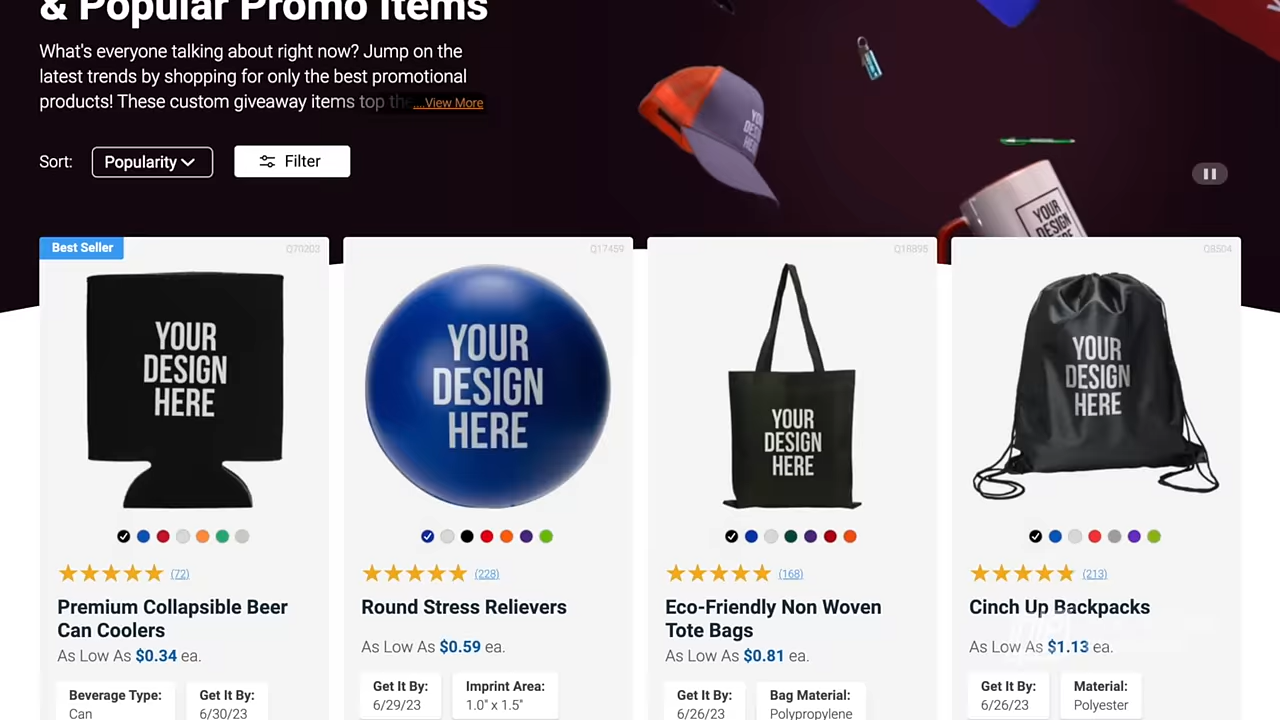 & Popular Promo Items
What's everyone talking about right now? Jump on the
latest trends by shopping for only the best promotional
products! These custom giveaway items top the
....View More
Sort:
Popularity
Filter
YOUR
DESIGN
HERE
Best Seller
Q70203
Q17459
Q18895
Q8504
YOUR
DESIGN
HERE
YOUR
DESIGN
HERE
YOUR
DESIGN
HERE
YOUR
DESIGN
HERE
(72)
(228)
(168)
(213)
Premium Collapsible Beer
Can Coolers
As Low As $0.34 ea.
Round Stress Relievers
As Low As $0.59 ea.
Eco-Friendly Non Woven
Tote Bags
As Low As $0.81 ea.
Cinch Up Backpacks
As Low As $1.13 ea.
Beverage Type:
Can
Get It By:
6/30/23
Get It By:
6/29/23
Imprint Area:
1.0" x 1.5"
Get It By:
6/26/23
Bag Material:
Polypropylene
Get It By:
6/26/23
Material:
Polyester